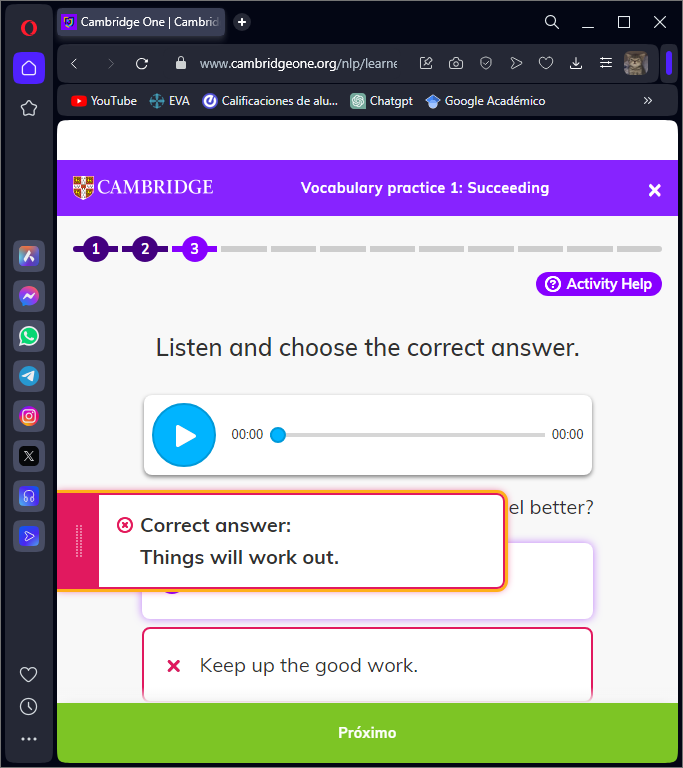 Cambridge One | Cambrid
www.cambridgeone.org/nlp/learne
YouTube
EVA
Calificaciones de alu...
Chatgpt
Google Académico
CAMBRIDGE
Vocabulary practice 1: Succeeding
1 2 3
Activity Help
Listen and choose the correct answer.
00:00
00:00
el better?
Correct answer:
Things will work out.
Keep up the good work.
Próximo